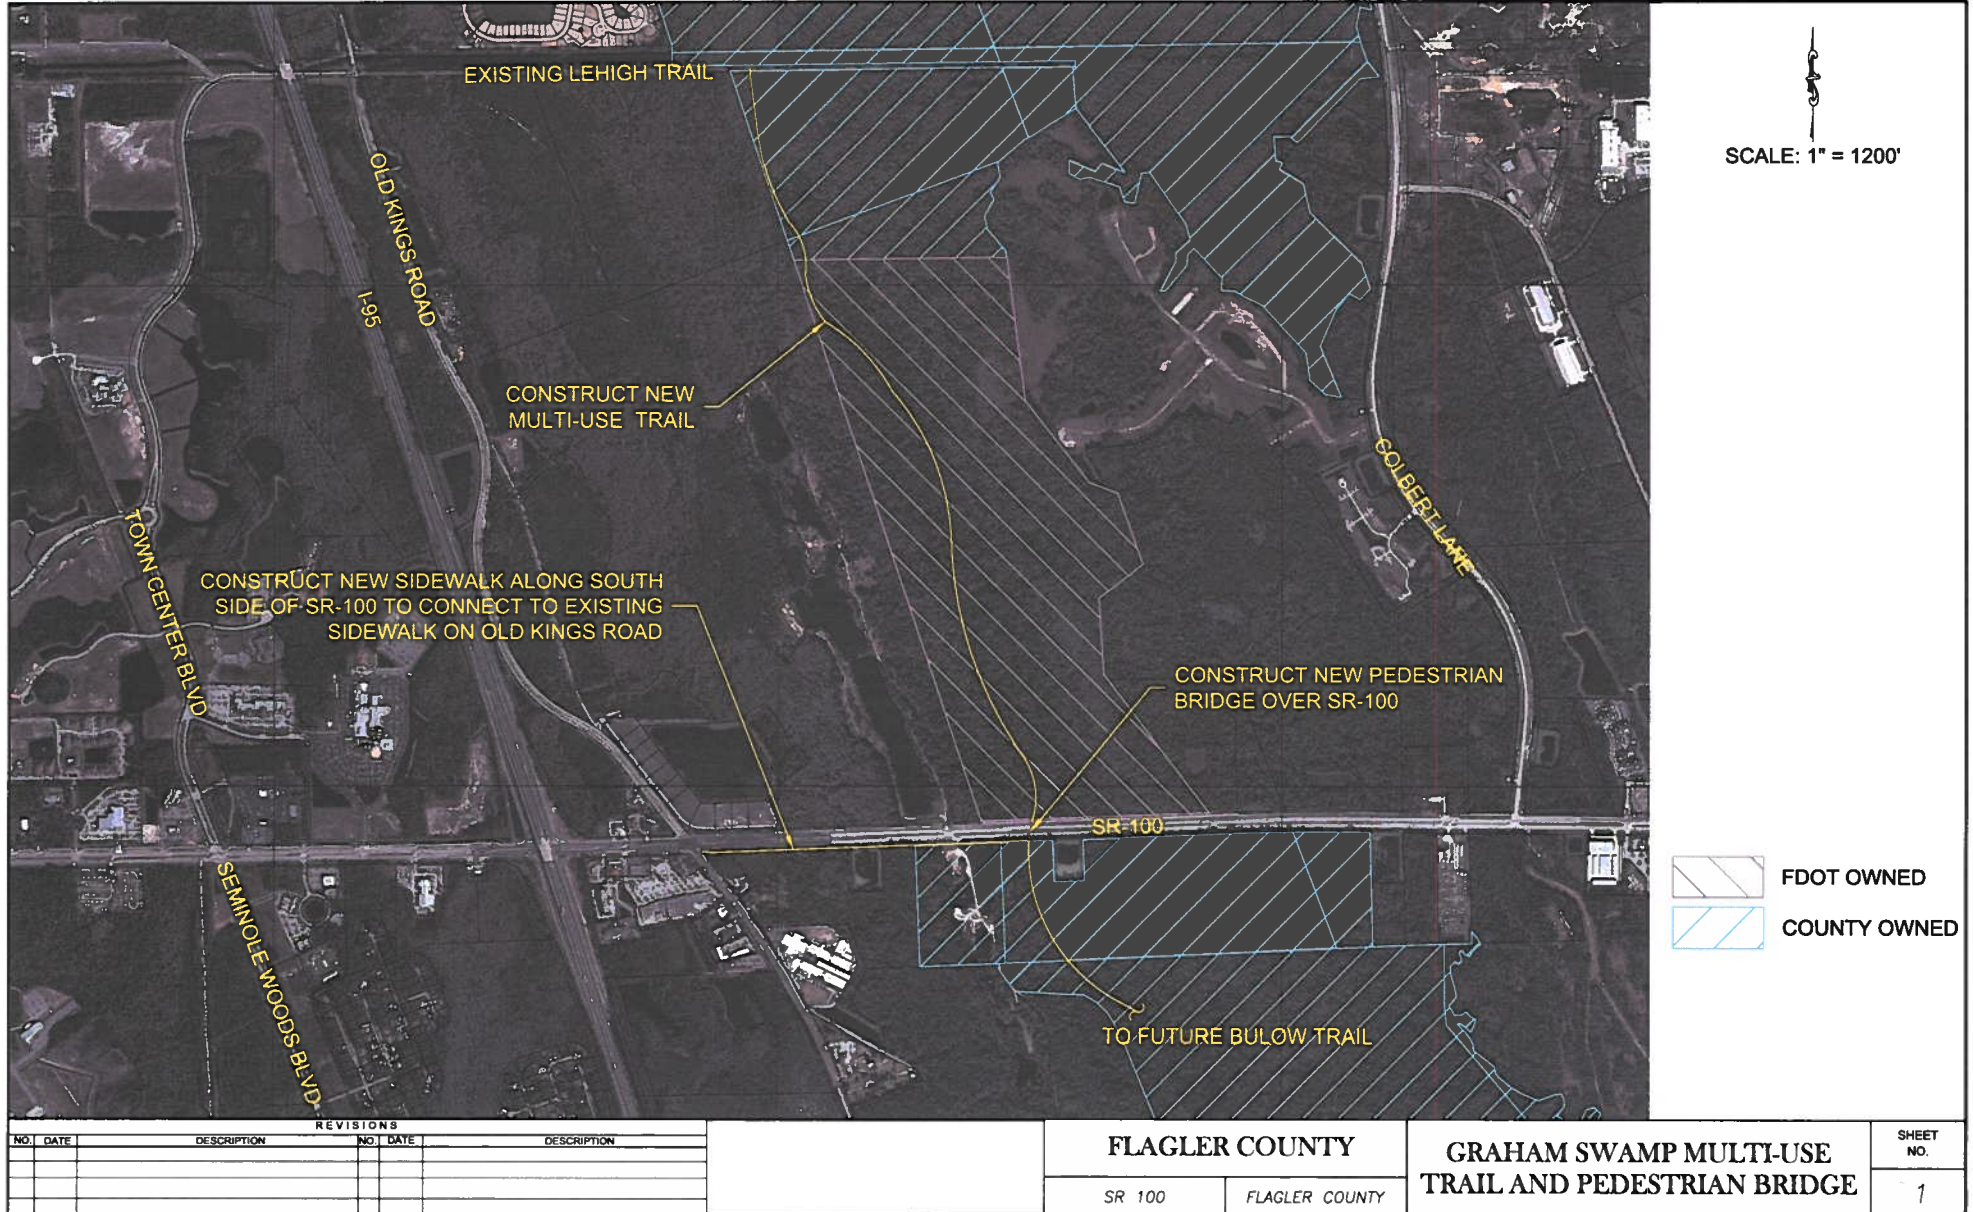 EXISTING LEHIGH TRAIL
SCALE: 1" = 1200'
OLD KINGS ROAD
I-95
CONSTRUCT NEW
MULTI-USE TRAIL
COLBERT LANE
TOWN CENTER BLVD
CONSTRUCT NEW SIDEWALK ALONG SOUTH
SIDE OF SR-100 TO CONNECT TO EXISTING
SIDEWALK ON OLD KINGS ROAD
CONSTRUCT NEW PEDESTRIAN
BRIDGE OVER SR-100
SR-100
SEMINOLE WOODS BLVD
FDOT OWNED
COUNTY OWNED
TO FUTURE BULOW TRAIL
REVISIONS
NO. DATE DESCRIPTION NO. DATE DESCRIPTION
FLAGLER COUNTY
SR 100 FLAGLER COUNTY
GRAHAM SWAMP MULTI-USE
TRAIL AND PEDESTRIAN BRIDGE
SHEET
NO.
1